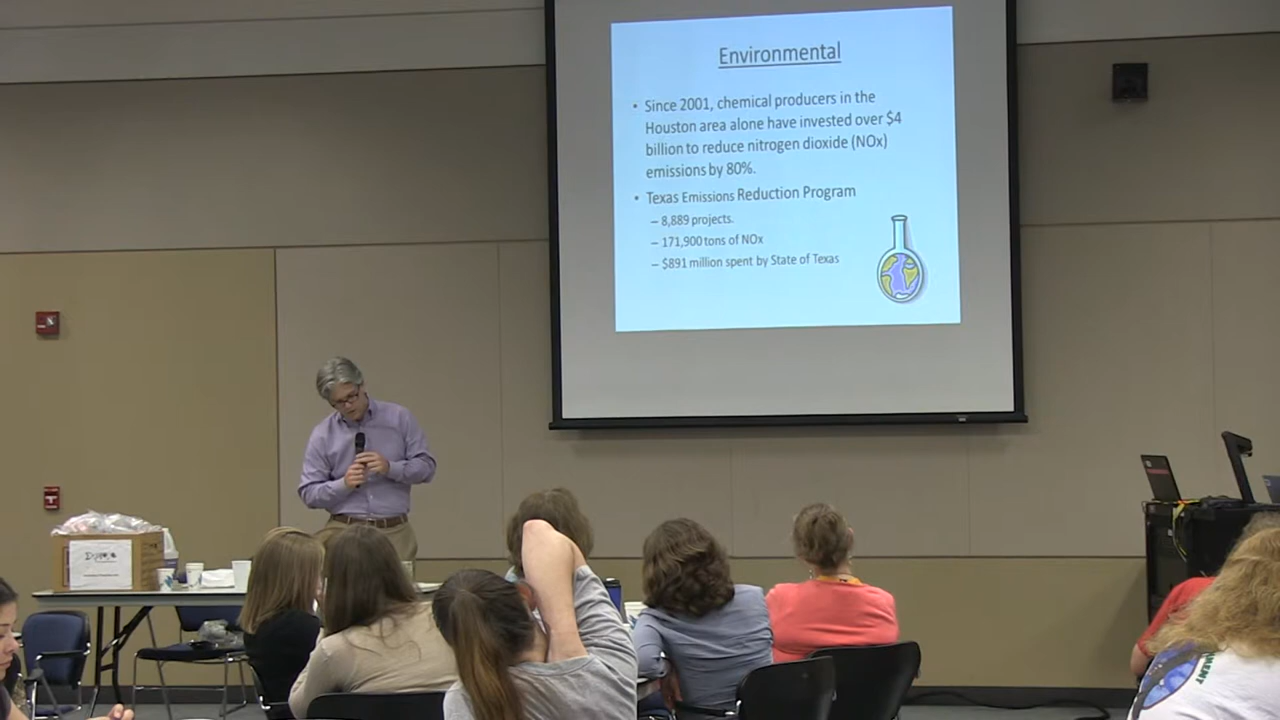 Environmental
• Since 2001, chemical producers in the
Houston area alone have invested over $4
billion to reduce nitrogen dioxide (NOx)
emissions by 80%.
• Texas Emissions Reduction Program
– 8,889 projects.
– 171,900 tons of NOx
– $891 million spent by State of Texas